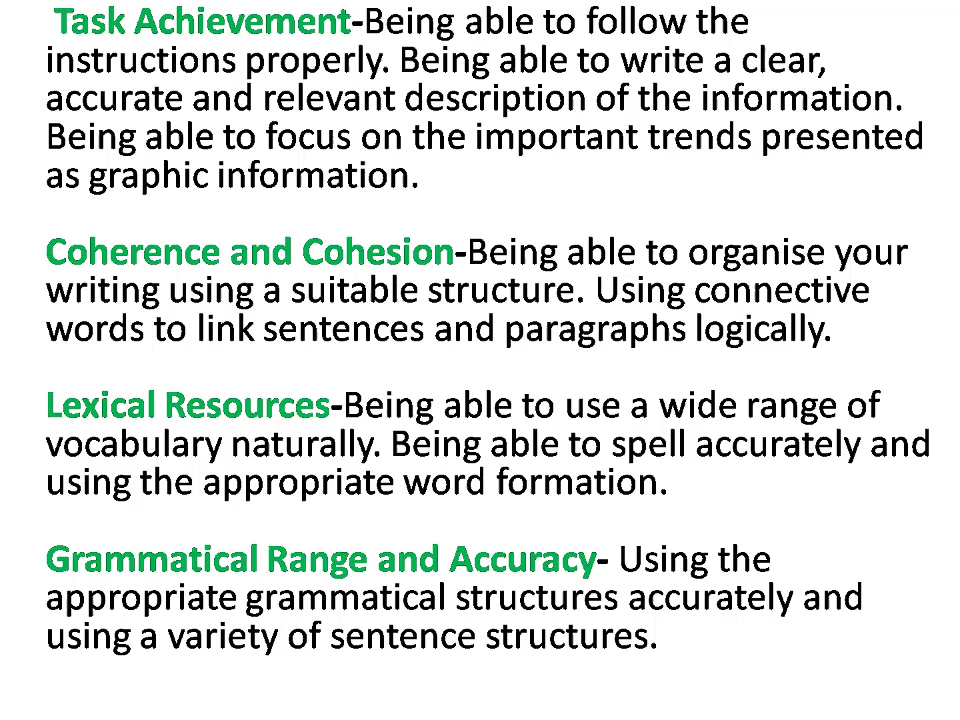 Task Achievement-Being able to follow the
instructions properly. Being able to write a clear,
accurate and relevant description of the information.
Being able to focus on the important trends presented
as graphic information.
Coherence and Cohesion-Being able to organise your
writing using a suitable structure. Using connective
words to link sentences and paragraphs logically.
Lexical Resources-Being able to use a wide range of
vocabulary naturally. Being able to spell accurately and
using the appropriate word formation.
Grammatical Range and Accuracy- Using the
appropriate grammatical structures accurately and
using a variety of sentence structures.